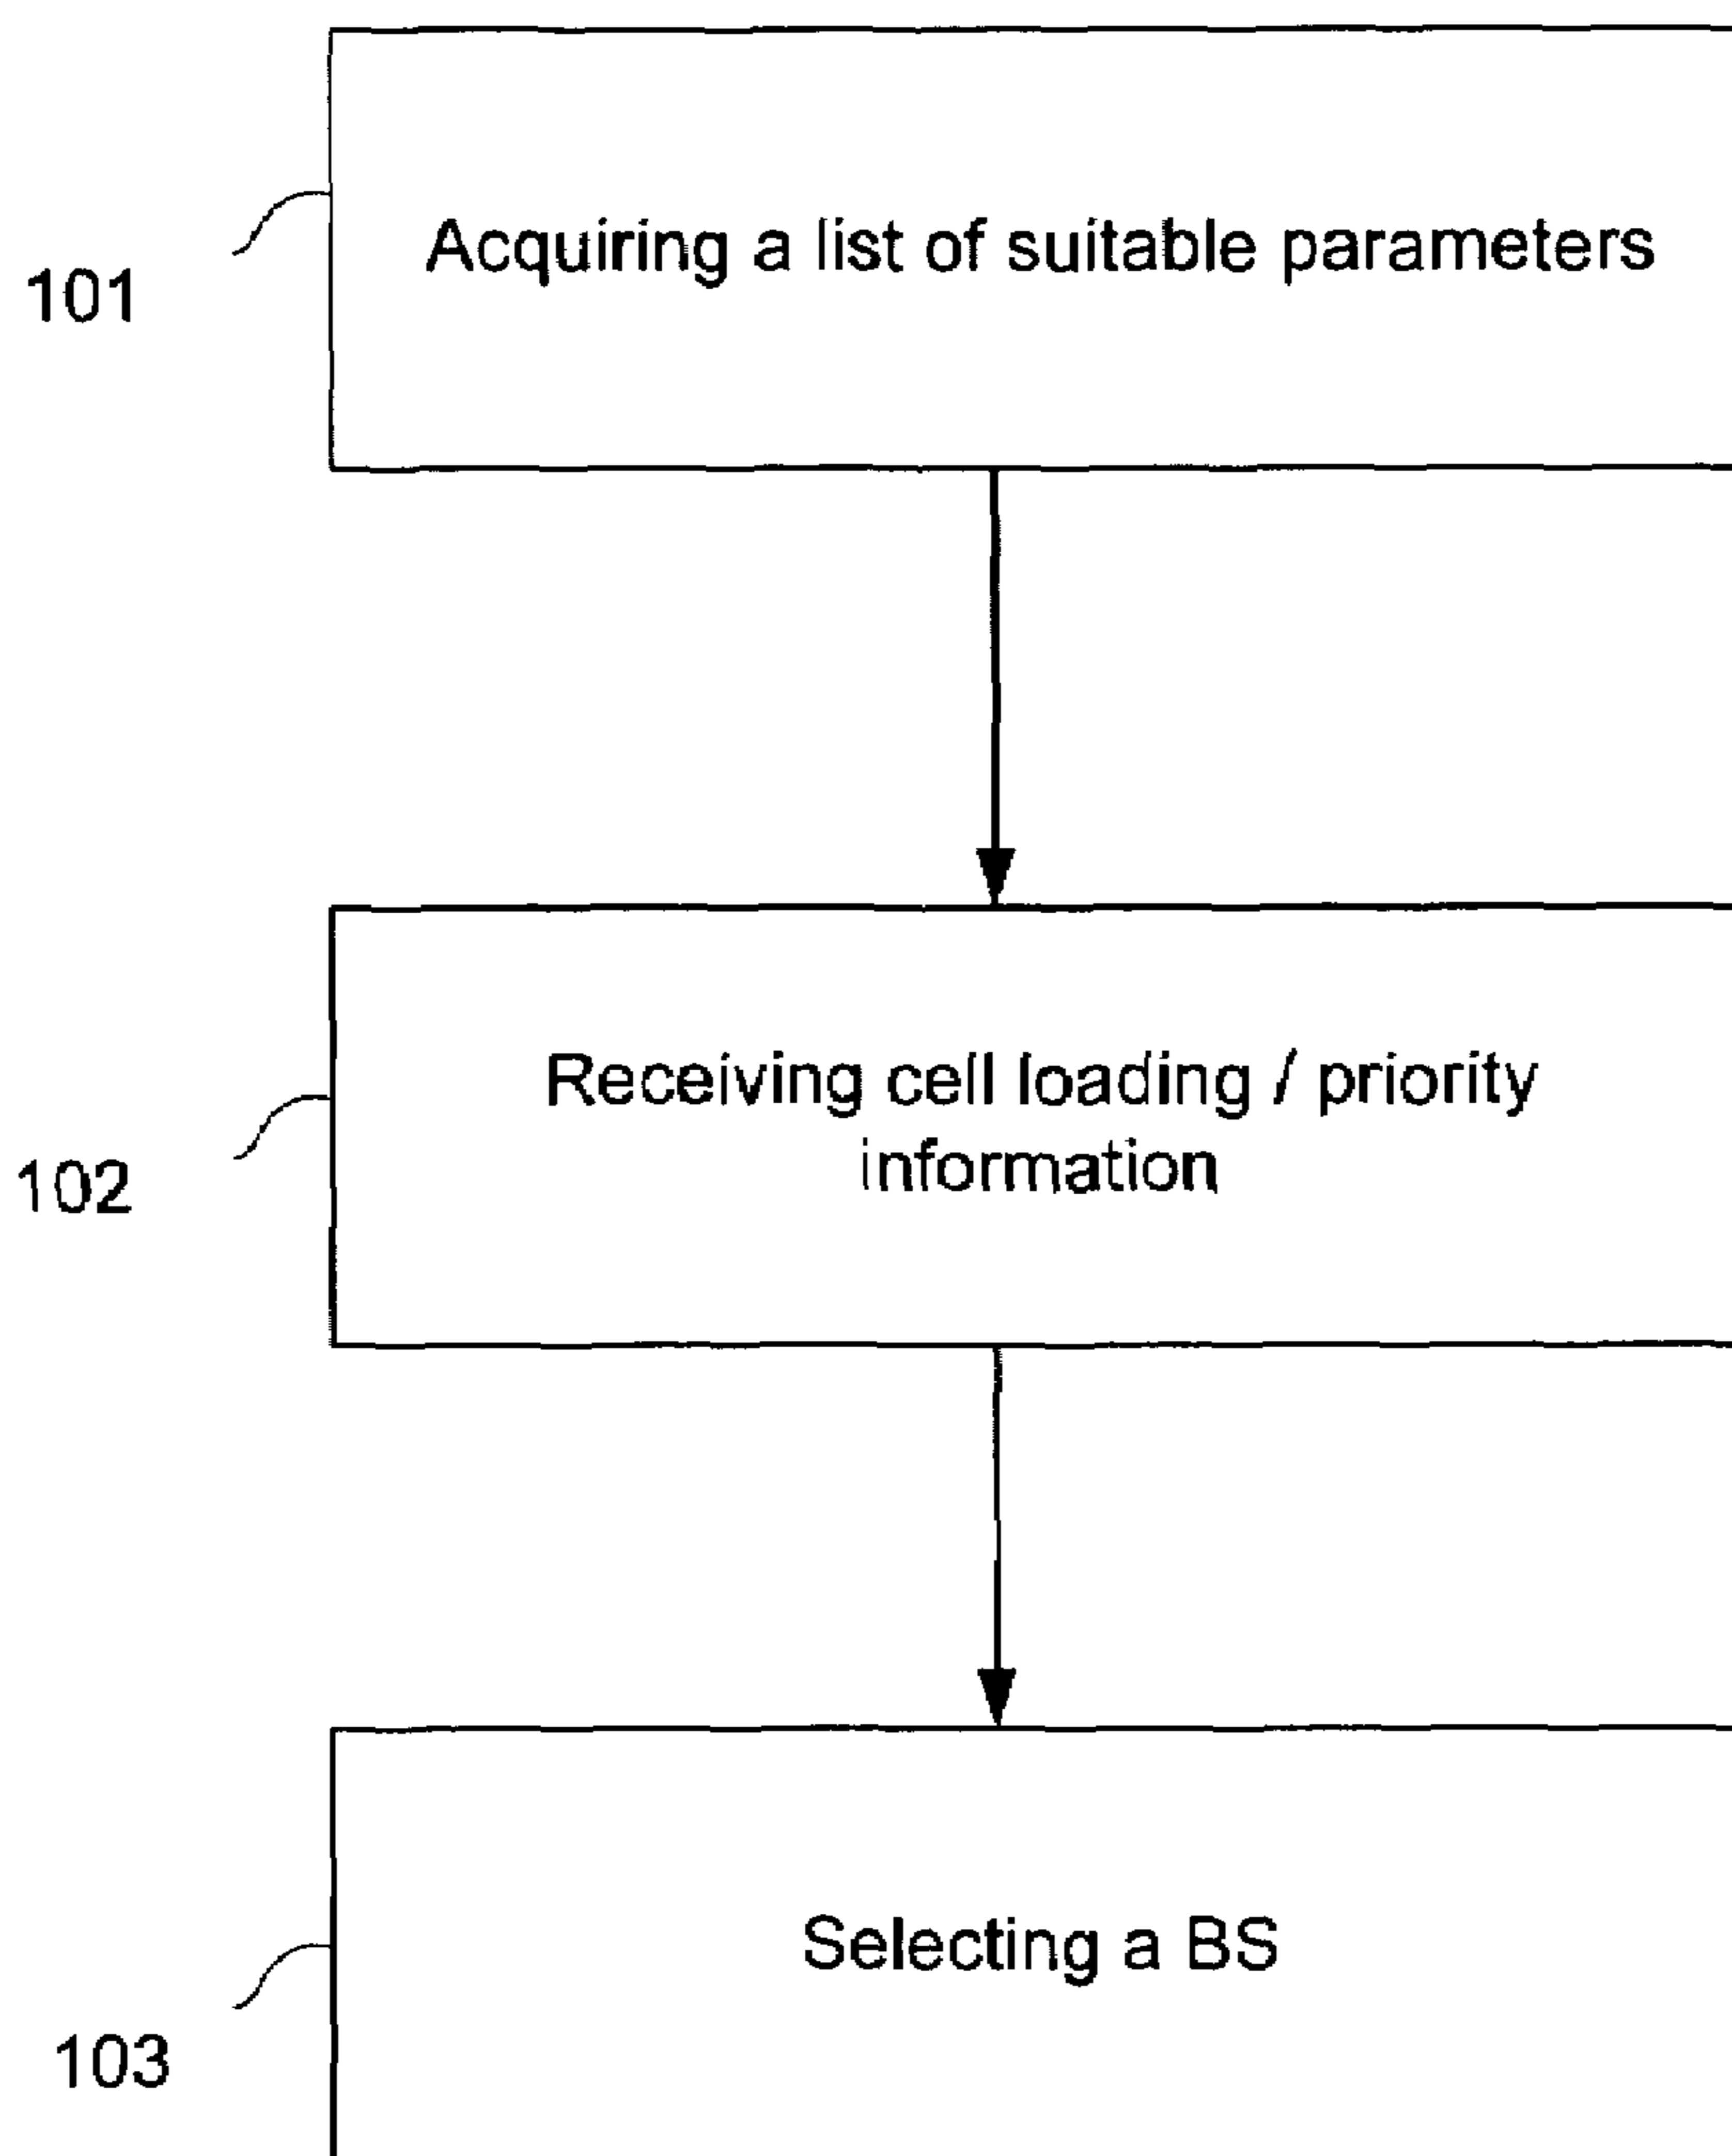 Acquiring a list of suitable parameters
101
Receiving cell loading / priority
information
102
Selecting a BS
103